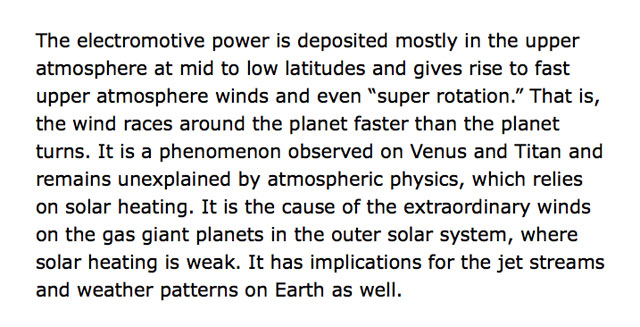 The electromotive power is deposited mostly in the upper
atmosphere at mid to low latitudes and gives rise to fast
upper atmosphere winds and even “super rotation.” That is,
the wind races around the planet faster than the planet
turns. It is a phenomenon observed on Venus and Titan and
remains unexplained by atmospheric physics, which relies
on solar heating. It is the cause of the extraordinary winds
on the gas giant planets in the outer solar system, where
solar heating is weak. It has implications for the jet streams
and weather patterns on Earth as well.